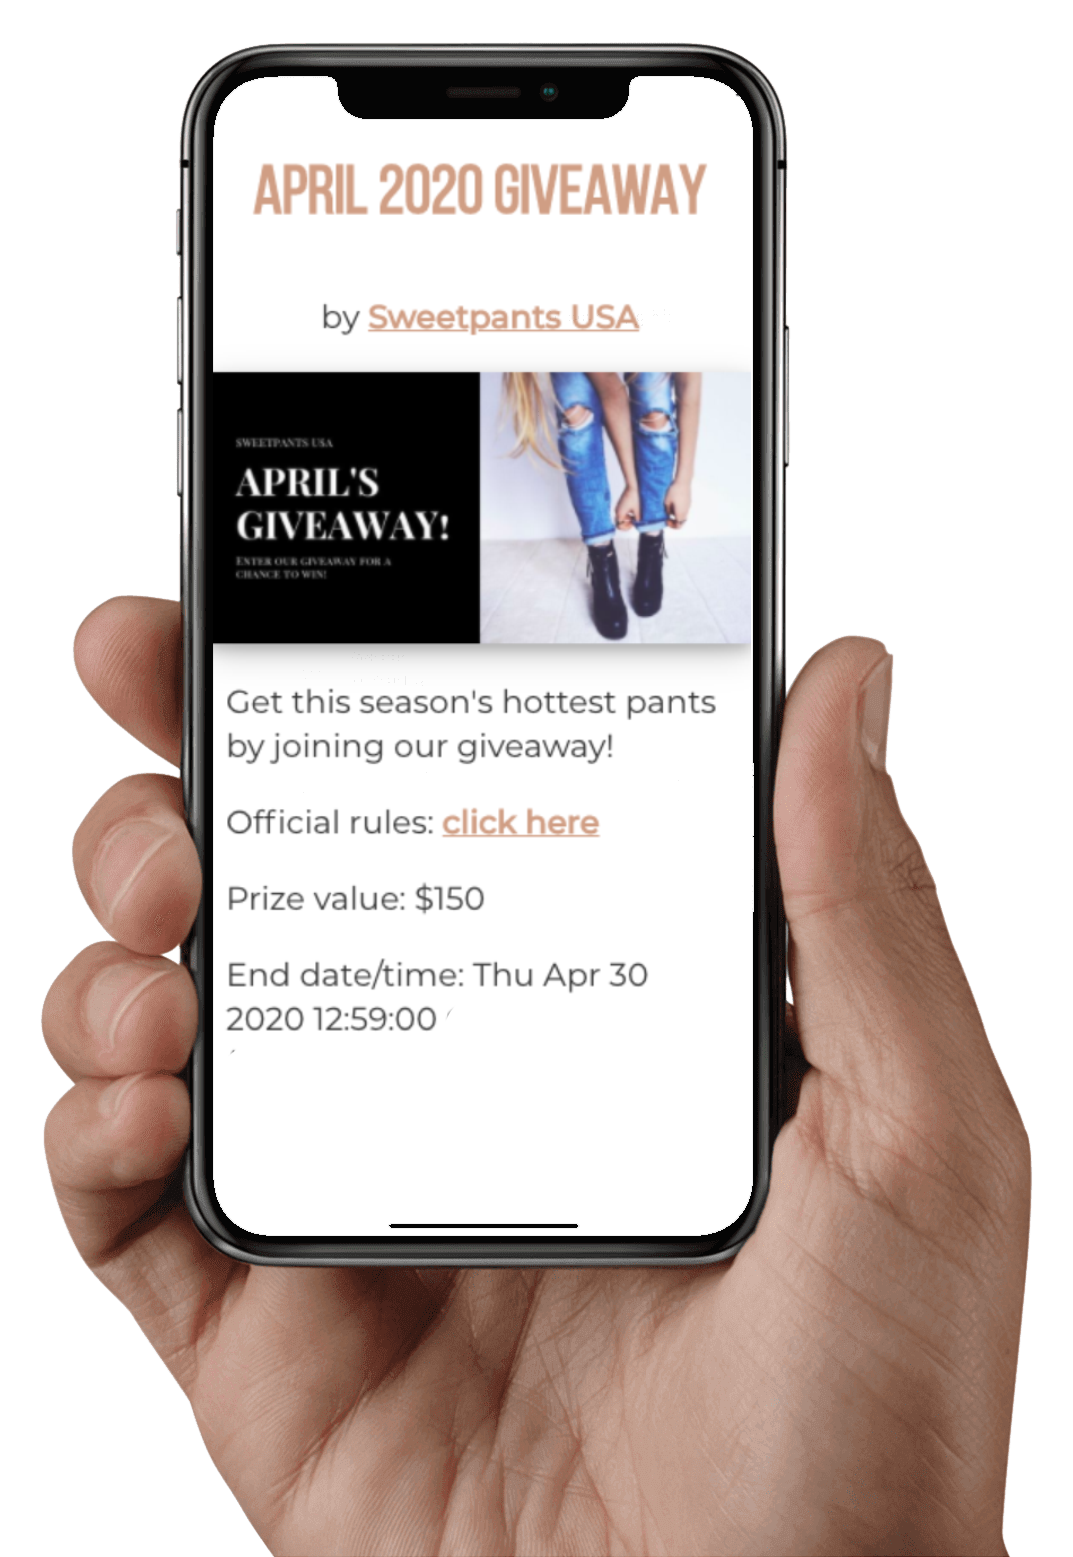 APRIL 2020 GIVEAWAY
by Sweetpants USA
SWEETPANTS USA
APRIL'S
GIVEAWAY!
ENTER OUR GIVEAWAY FOR A
CHANCE TO WIN!
Get this season's hottest pants
by joining our giveaway!
Official rules: click here
Prize value: $150
End date/time: Thu Apr 30
2020 12:59:00